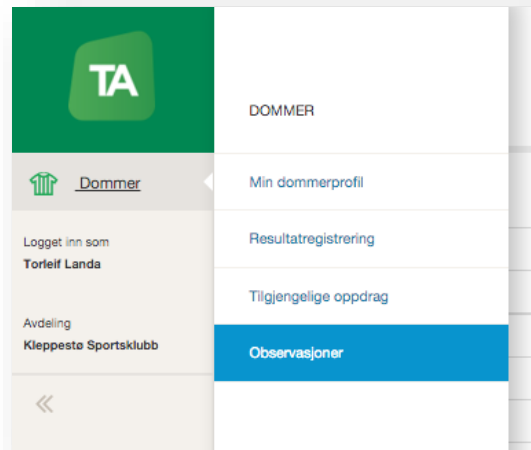 TA
Dommer
Logget inn som
Torleif Landa
Avdeling
Kleppestø Sportsklubb
DOMMER
Min dommerprofil
Resultatregistrering
Tilgjengelige oppdrag
Observasjoner